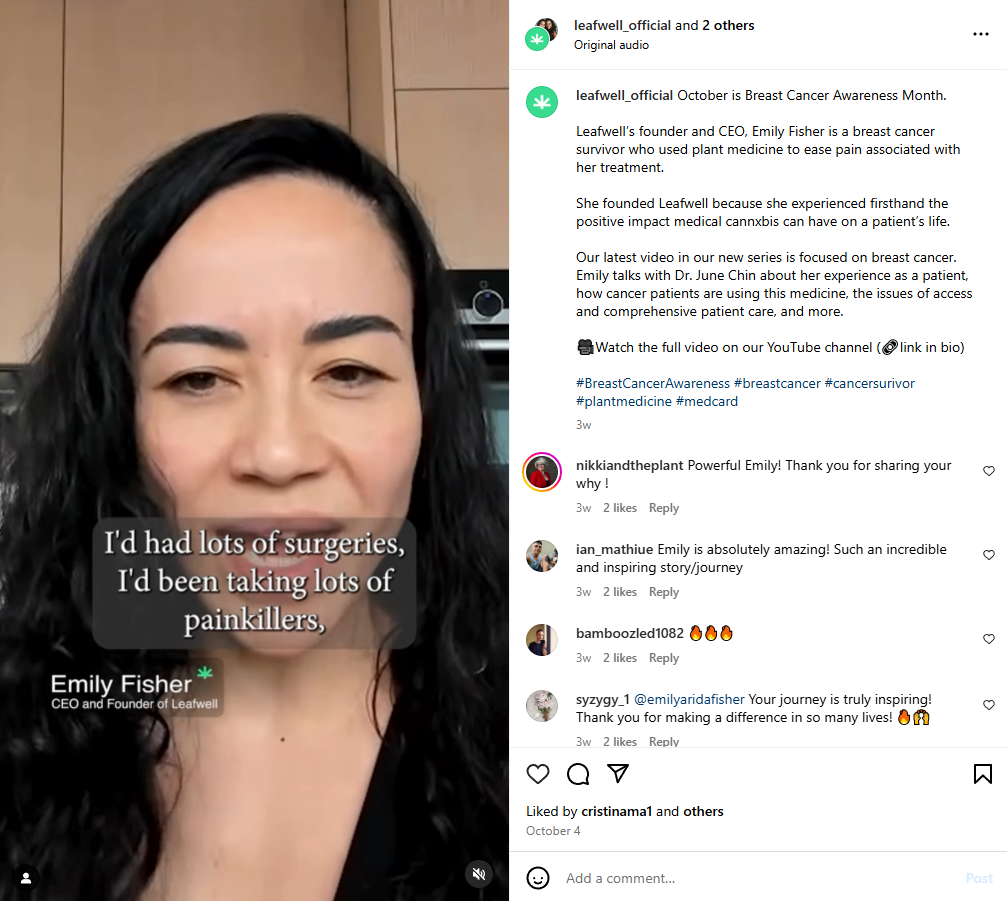 I'd had lots of surgeries,
I'd been taking lots of
painkillers,
Emily Fisher
CEO and Founder of Leafwell
leafwell_official and 2 others
Original audio
leafwell_official October is Breast Cancer Awareness Month.
Leafwell's founder and CEO, Emily Fisher is a breast cancer
survivor who used plant medicine to ease pain associated with
her treatment.
She founded Leafwell because she experienced firsthand the
positive impact medical cannxbis can have on a patient's life.
Our latest video in our new series is focused on breast cancer.
Emily talks with Dr. June Chin about her experience as a patient,
how cancer patients are using this medicine, the issues of access
and comprehensive patient care, and more.
🎥Watch the full video on our YouTube channel (🔗link in bio)
#BreastCancerAwareness #breastcancer #cancersurivor
#plantmedicine #medcard
3w
nikkiandtheplant Powerful Emily! Thank you for sharing your
why !
3w 2 likes Reply
ian_mathiue Emily is absolutely amazing! Such an incredible
and inspiring story/journey
3w 2 likes Reply
bamboozled1082 🔥🔥🔥
3w 2 likes Reply
syzygy_1 @emilyaridafisher Your journey is truly inspiring!
Thank you for making a difference in so many lives! 🔥🙌
3w 2 likes Reply
Liked by cristinama1 and others
October 4
Add a comment...
Post